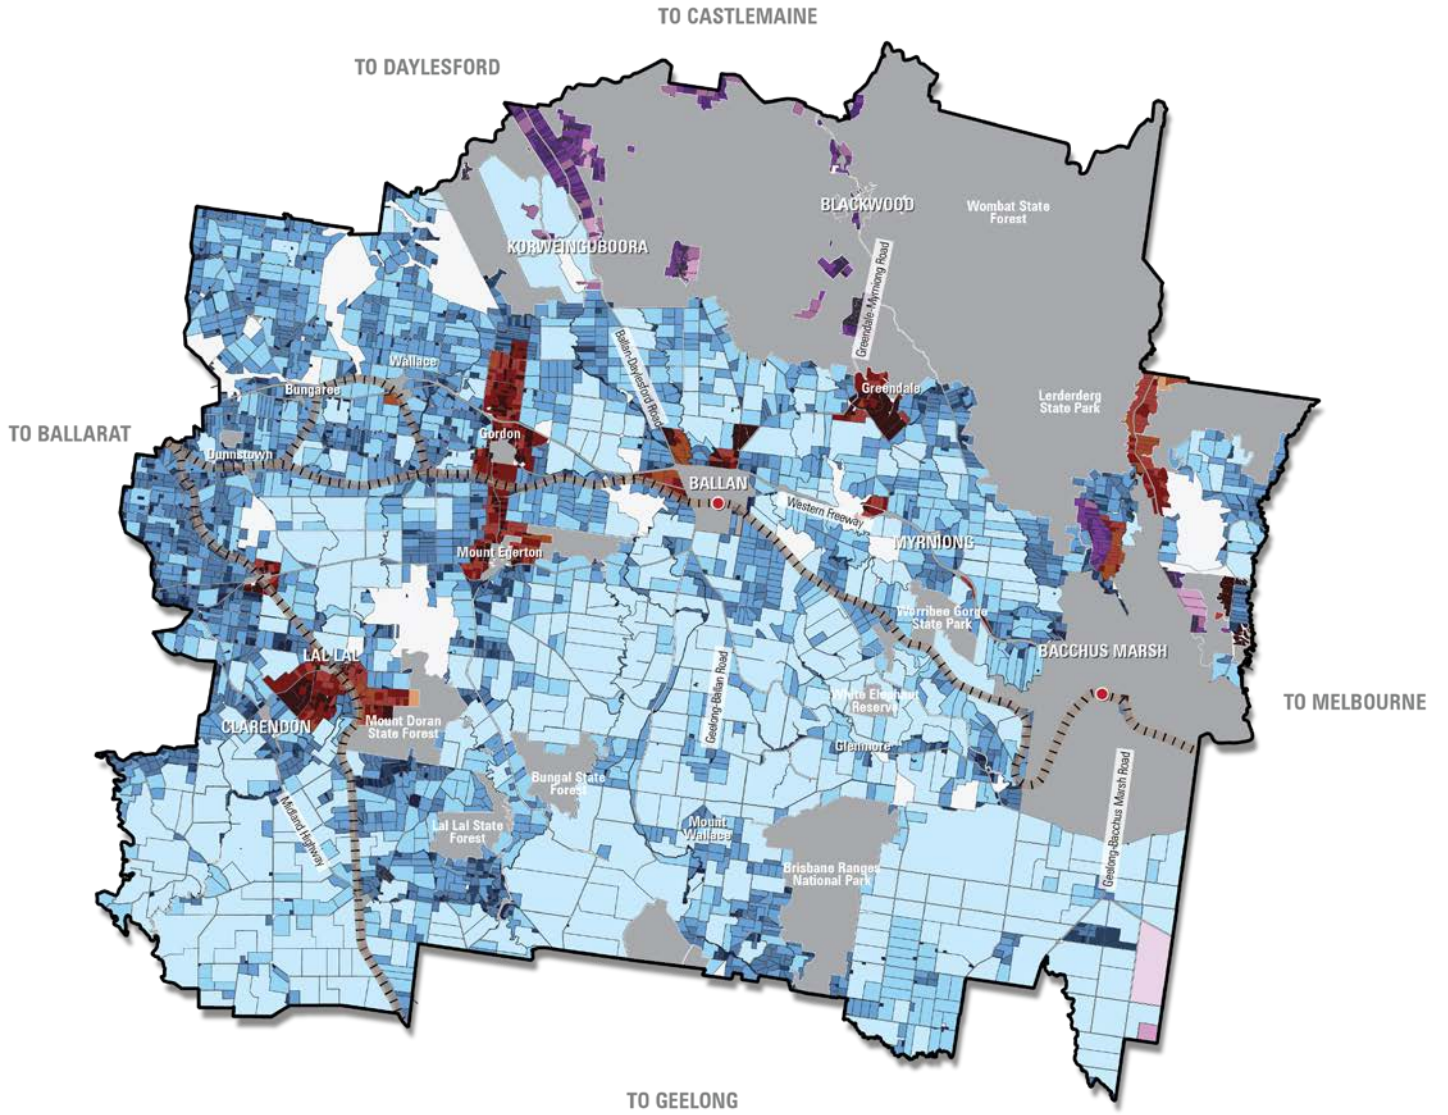 TO CASTLEMAINE
TO DAYLESFORD
BLACKWOOD
Wombat State
Forest
KORWEINGUBOORA
Greendale-Myrniong Road
Ballan-Daylesford Road
Wallace
Bungaree
Greendale
Lerderderg
State Park
TO BALLARAT
Gordon
Dunnstown
BALLAN
Western Freeway
MYRNIONG
Mount Egerton
Worribee Gorge
State Park
LAL LAL
BACCHUS MARSH
Geelong-Ballan Road
White Elephant
Reserve
TO MELBOURNE
CLARENDON
Mount Doran
State Forest
Glenmore
Bungal State
Forest
Geelong-Bacchus Marsh Road
Midland Highway
Lal Lal State
Forest
Mount
Wallace
Brisbane Ranges
National Park
TO GEELONG